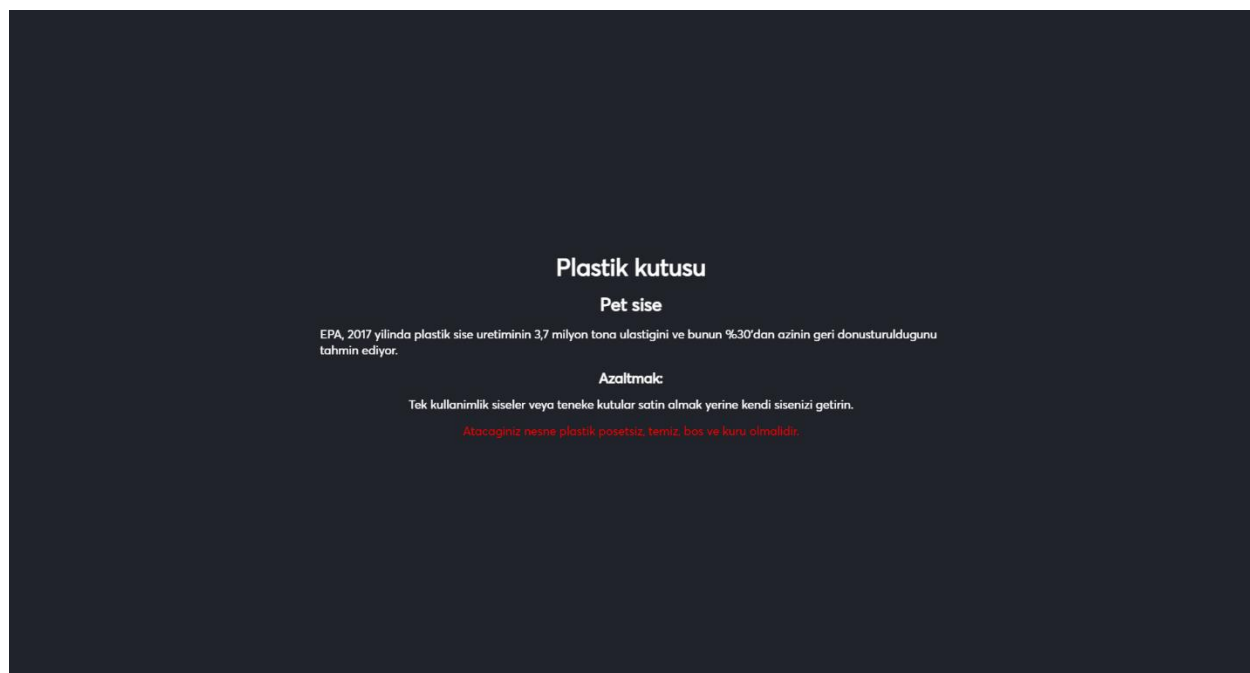 Plastik kutusu
Pet sise
EPA, 2017 yilinda plastik sise uretiminin 3,7 milyon tona ulastigini ve bunun %30'dan azinin geri donusturuldugunu
tahmin ediyor.
Azaltmak:
Tek kullanimlik siseler veya teneke kutular satin almak yerine kendi sisenizi getirin.
Atacaginiz nesne plastik posetsiz, temiz, bos ve kuru olmalidir.